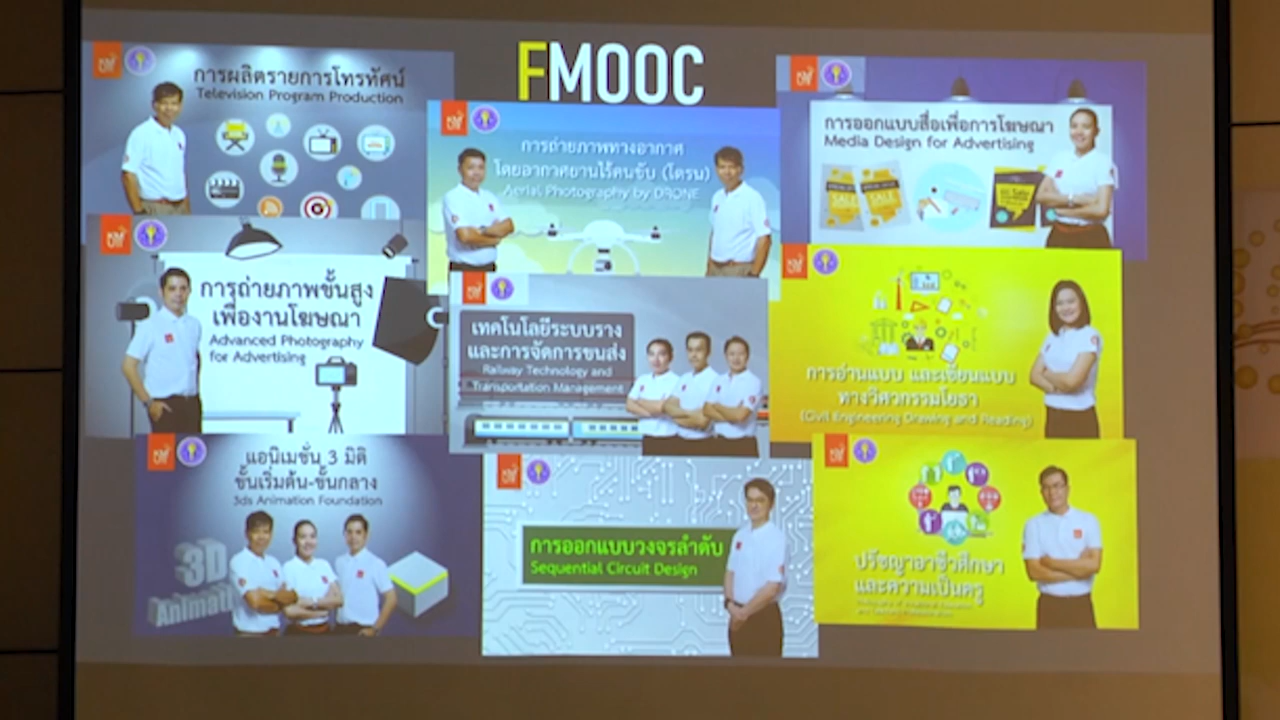 FMOOC
การผลิตรายการโทรทัศน์
Television Program Production
การถ่ายภาพทางอากาศ
โดยอากาศยานไร้คนขับ (โดรน)
Aerial Photography by DRONE
การออกแบบสื่อเพื่อการโฆษณา
Media Design for Advertising
SALE
SALE
การถ่ายภาพขั้นสูง
เพื่องานโฆษณา
Advanced Photography
for Advertising
เทคโนโลยีระบบราง
และการจัดการขนส่ง
Railway Technology and
Transportation Management
การอ่านแบบ และเขียนแบบ
ทางวิศวกรรมโยธา
(Civil Engineering Drawing and Reading)
แอนิเมชั่น 3 มิติ
ขั้นเริ่มต้น-ขั้นกลาง
3ds Animation Foundation
3D
Animati
การออกแบบวงจรลำดับ
Sequential Circuit Design
ปรัชญาอาชีวศึกษา
และความเป็นครู